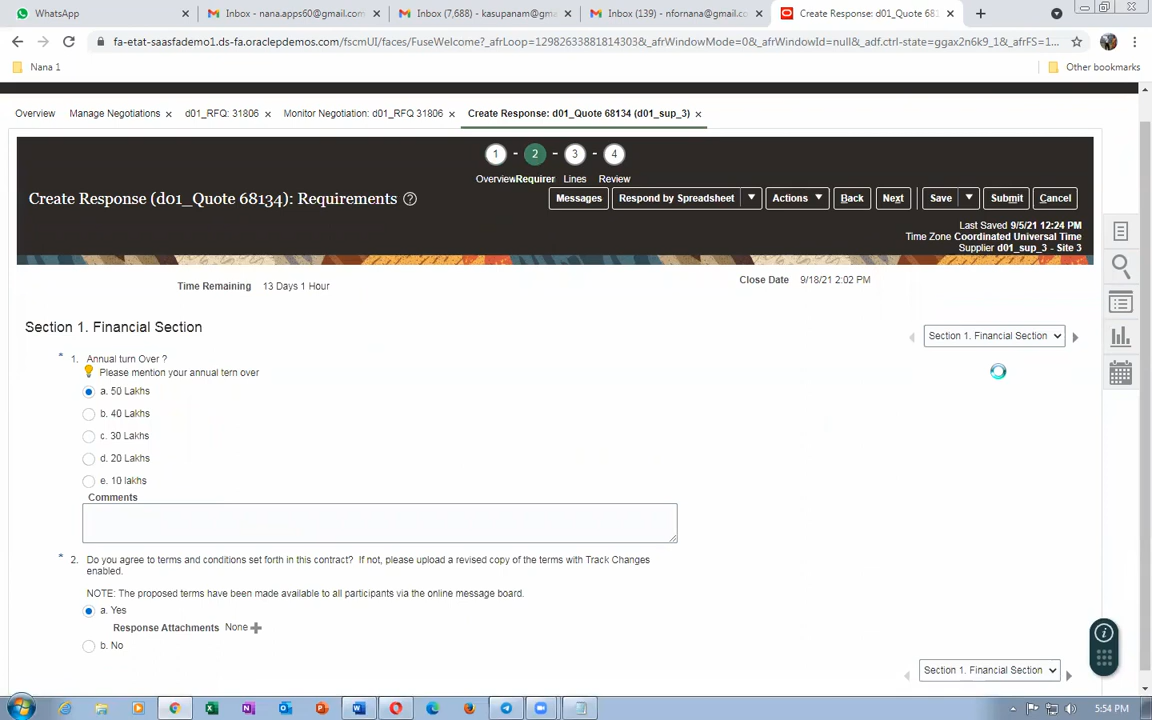 WhatsApp
Inbox - nana.apps60@gmail.com
Inbox (7,688) - kasupanam@gma
Inbox (139) - nfornana@gmail.co
Create Response: d01_Quote 681
fa-etat-saasfademo1.ds-fa.oraclepdemos.com/fscmUI/faces/FuseWelcome?_afrLoop=12982633881814303&_afrWindowMode=0&_afrWindowId=null&_adf.ctrl-state=ggax2n6k9_1&_afrFS=1...
Nana 1
Other bookmarks
Overview
Manage Negotiations
d01_RFQ: 31806
Monitor Negotiation: d01_RFQ 31806
Create Response: d01_Quote 68134 (d01_sup_3)
1 2 3 4
Overview Requirer Lines Review
Create Response (d01_Quote 68134): Requirements
Messages
Respond by Spreadsheet
Actions
Back
Next
Save
Submit
Cancel
Last Saved 9/5/21 12:24 PM
Time Zone Coordinated Universal Time
Supplier d01_sup_3 - Site 3
Time Remaining 13 Days 1 Hour
Close Date 9/18/21 2:02 PM
Section 1. Financial Section
Section 1. Financial Section
* 1. Annual turn Over ?
Please mention your annual tern over
a. 50 Lakhs
b. 40 Lakhs
c. 30 Lakhs
d. 20 Lakhs
e. 10 lakhs
Comments
* 2. Do you agree to terms and conditions set forth in this contract? If not, please upload a revised copy of the terms with Track Changes
enabled.
NOTE: The proposed terms have been made available to all participants via the online message board.
a. Yes
Response Attachments None
b. No
Section 1. Financial Section
5:54 PM